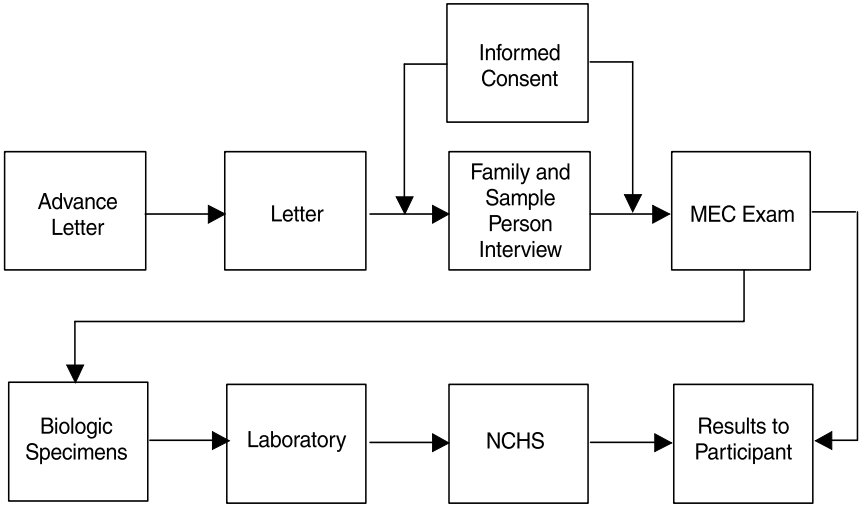 Informed
Consent
Advance
Letter
Letter
Family and
Sample
Person
Interview
MEC Exam
Biologic
Specimens
Laboratory
NCHS
Results to
Participant